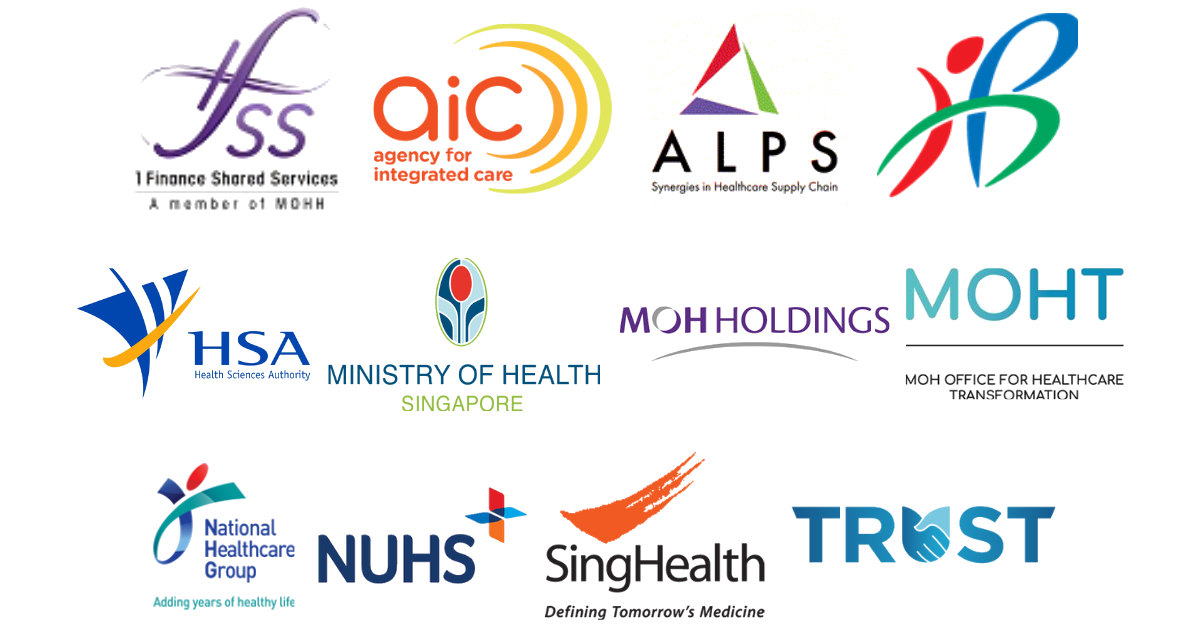 HSS
1 Finance Shared Services
A member of MOHH
aic
agency for
integrated care
ALPS
Synergies in Healthcare Supply Chain
HSA
Health Sciences Authority
MINISTRY OF HEALTH
SINGAPORE
MOH HOLDINGS
MOHT
MOH OFFICE FOR HEALTHCARE
TRANSFORMATION
National
Healthcare
Group
Adding years of healthy life
NUHS
SingHealth
Defining Tomorrow's Medicine
TRUST